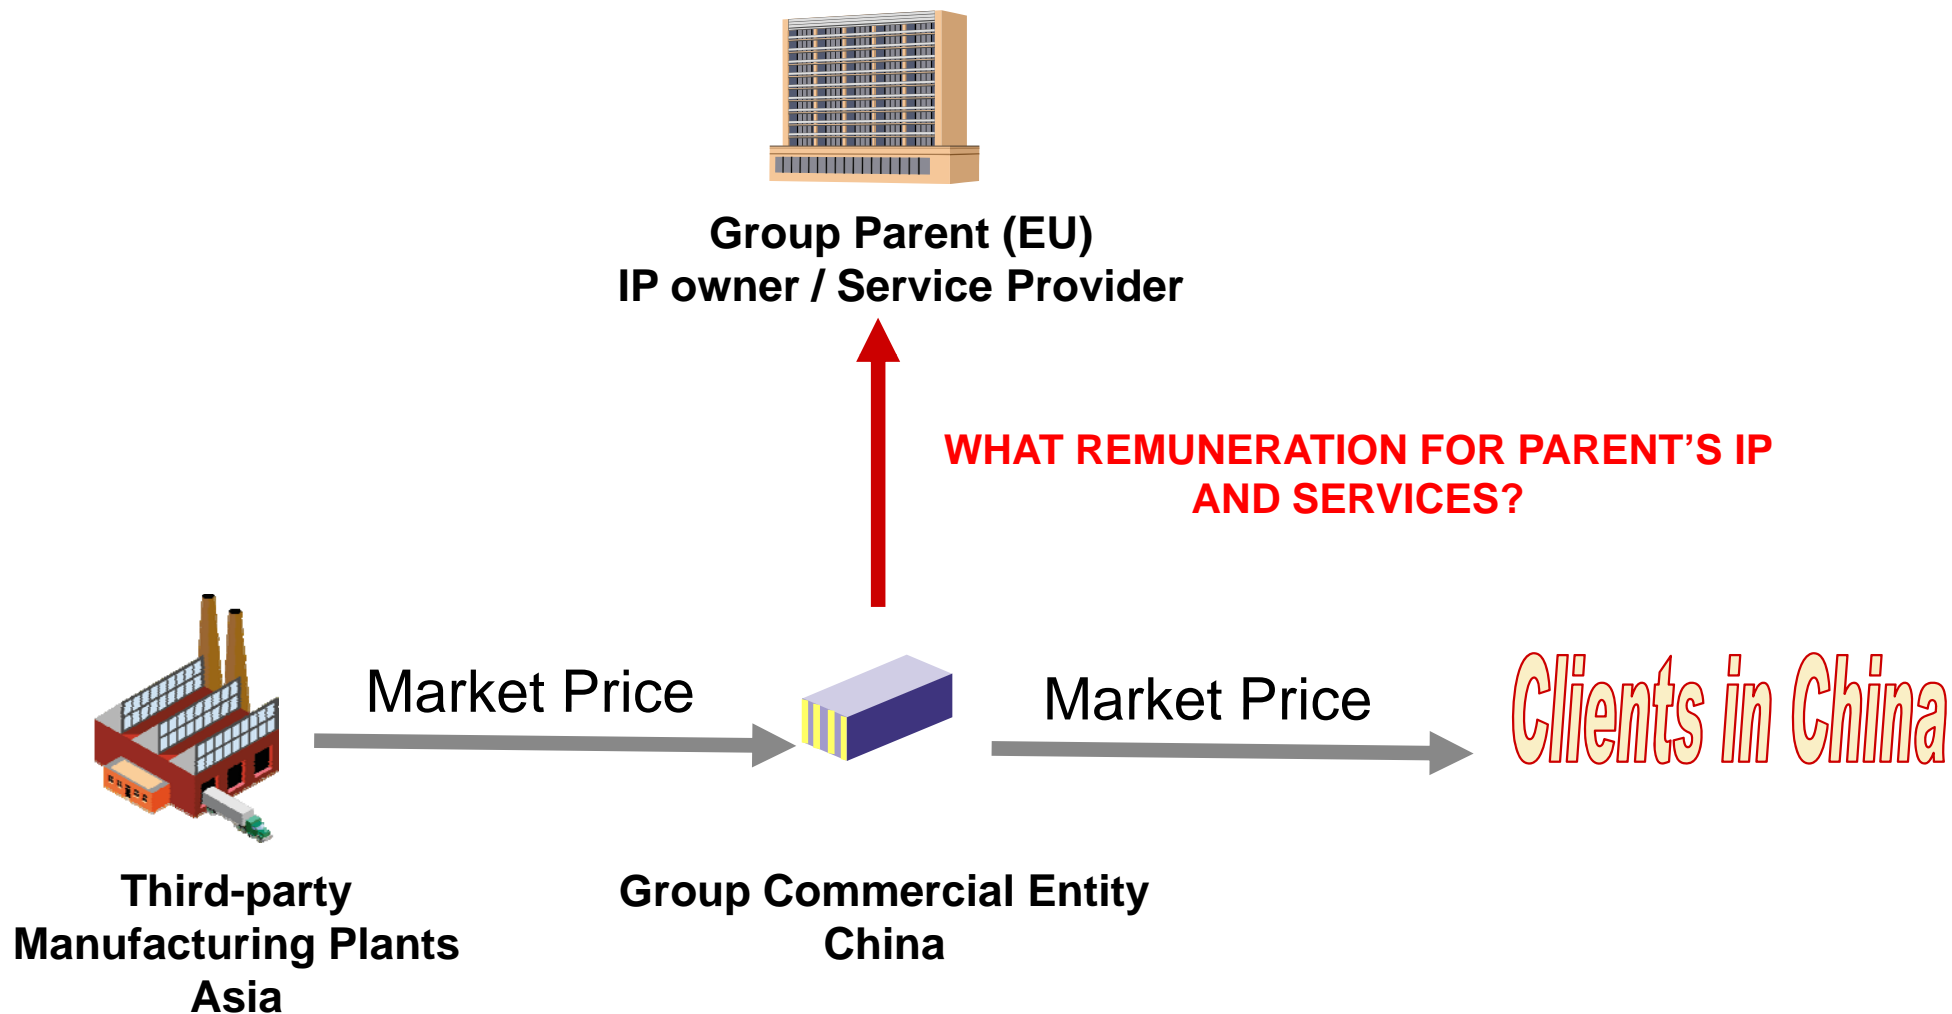 Group Parent (EU)
IP owner / Service Provider
WHAT REMUNERATION FOR PARENT’S IP
AND SERVICES?
Market Price
Market Price
Clients in China
Third-party
Manufacturing Plants
Asia
Group Commercial Entity
China